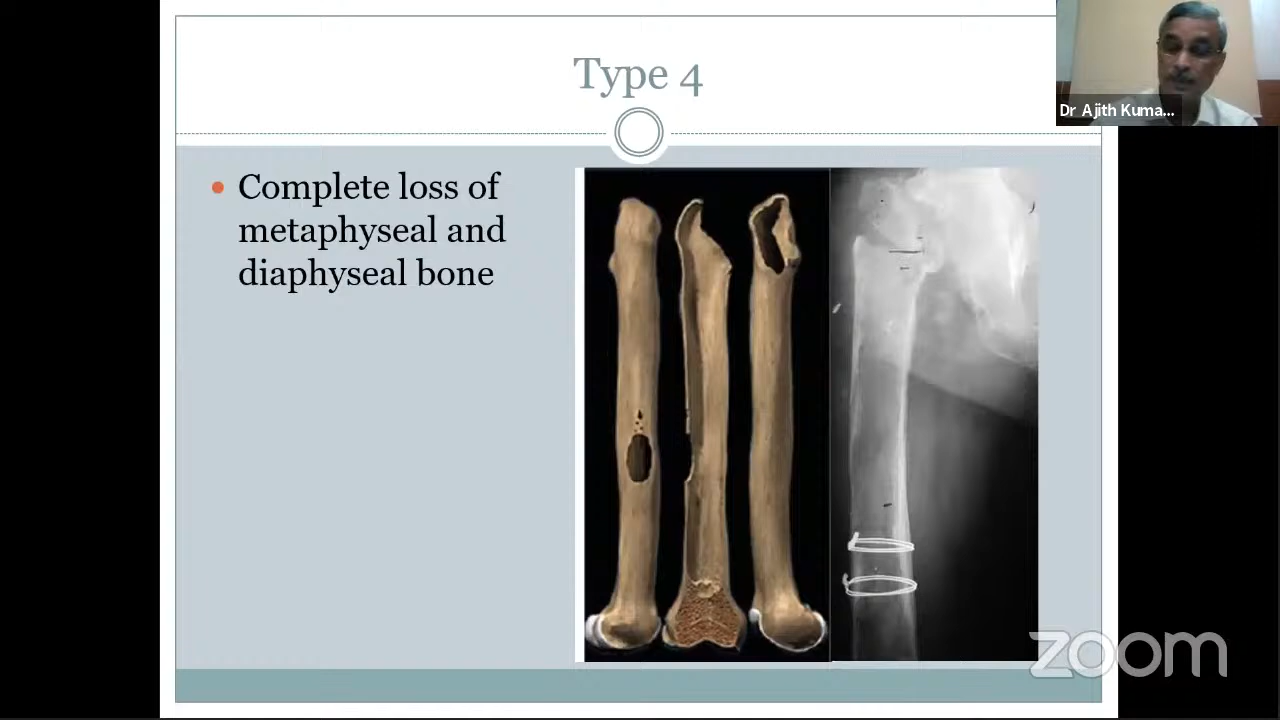 Type 4
Dr Ajith Kuma...
• Complete loss of
metaphyseal and
diaphyseal bone
zoom